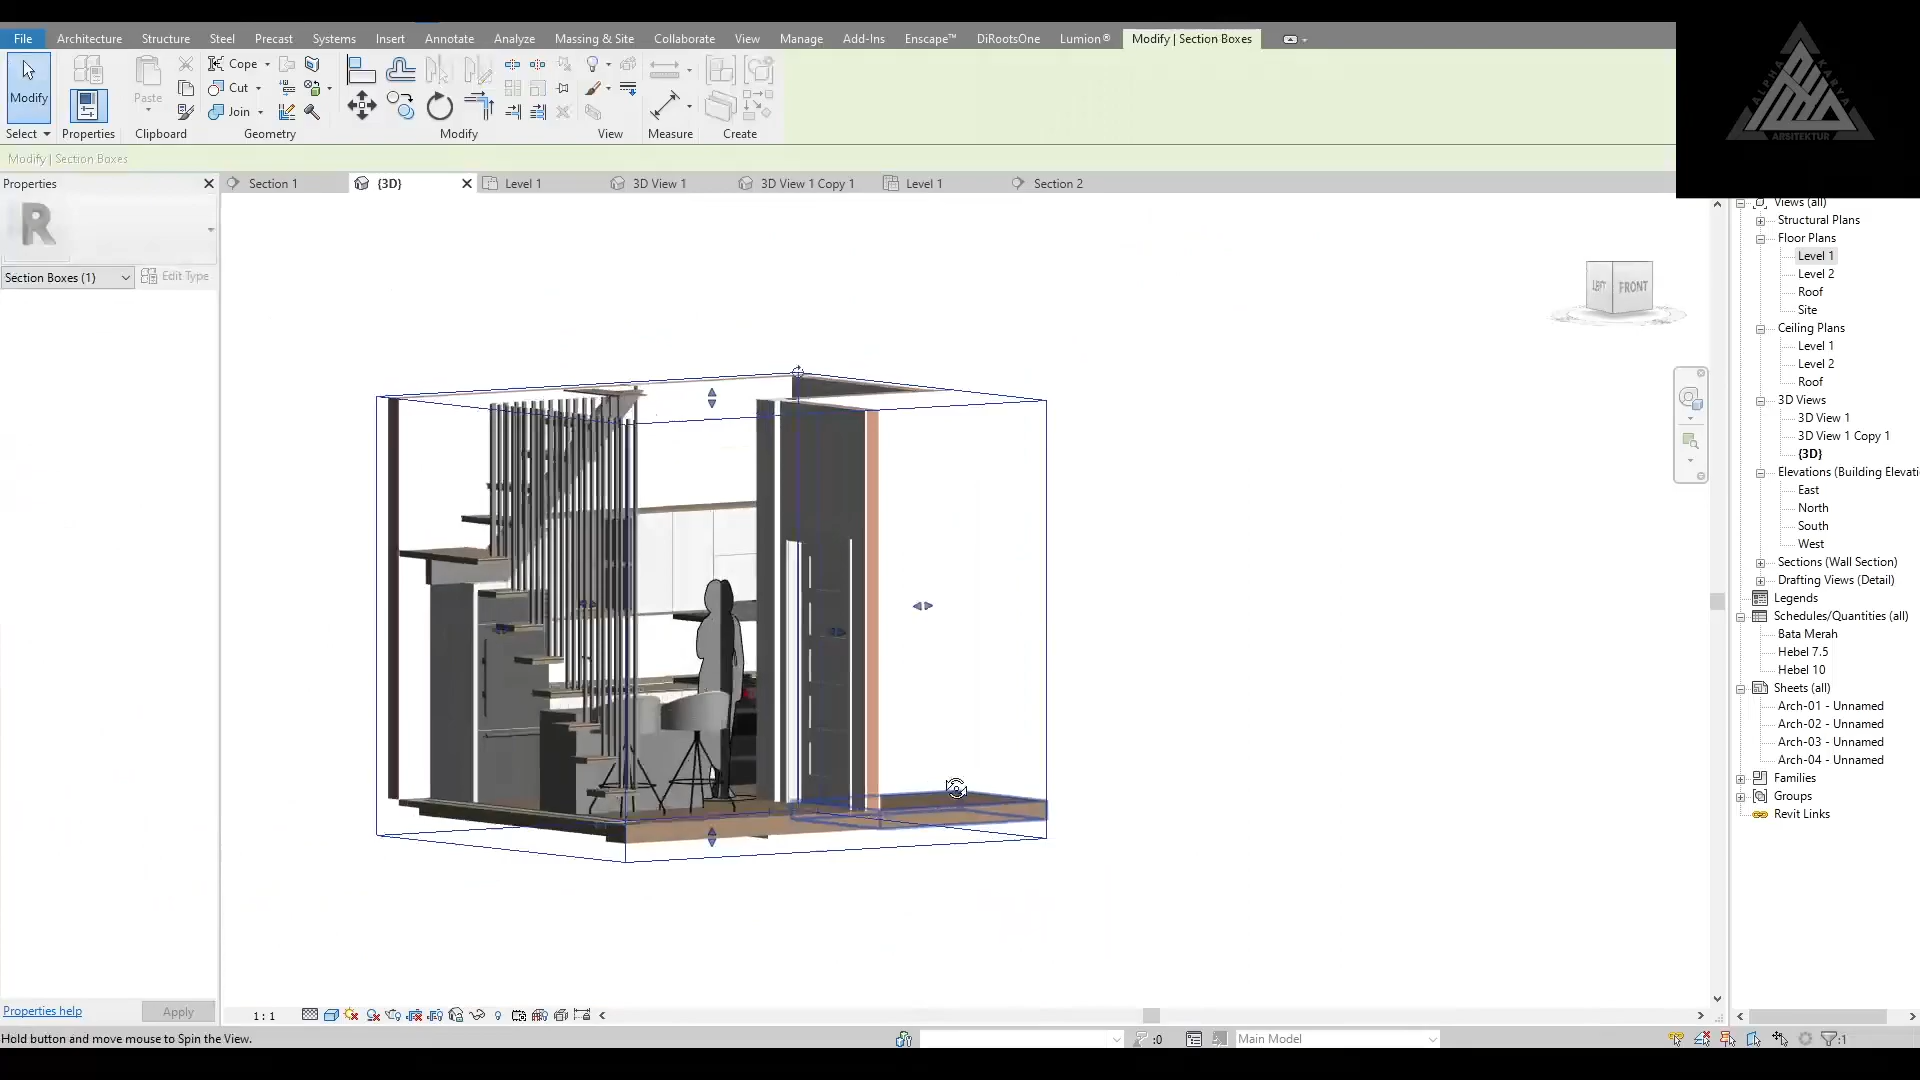 File Architecture Structure Steel Precast Systems Insert Annotate Analyze Massing & Site Collaborate View Manage Add-Ins Enscape™ DiRootsOne Lumion® Modify | Section Boxes
Modify Paste Cope Cut Join
Select Properties Clipboard Geometry Modify View Measure Create
Modify | Section Boxes
Properties
Section 1 {3D} Level 1 3D View 1 3D View 1 Copy 1 Level 1 Section 2
R
Section Boxes (1) Edit Type
LEFT FRONT
ALPHA KARYA
ARSITEKTUR
Views (all)
Structural Plans
Floor Plans
Level 1
Level 2
Roof
Site
Ceiling Plans
Level 1
Level 2
Roof
3D Views
3D View 1
3D View 1 Copy 1
{3D}
Elevations (Building Elevati
East
North
South
West
Sections (Wall Section)
Drafting Views (Detail)
Legends
Schedules/Quantities (all)
Bata Merah
Hebel 7.5
Hebel 10
Sheets (all)
Arch-01 - Unnamed
Arch-02 - Unnamed
Arch-03 - Unnamed
Arch-04 - Unnamed
Families
Groups
Revit Links
Properties help Apply
1 : 1
Hold button and move mouse to Spin the View. :0 Main Model :1